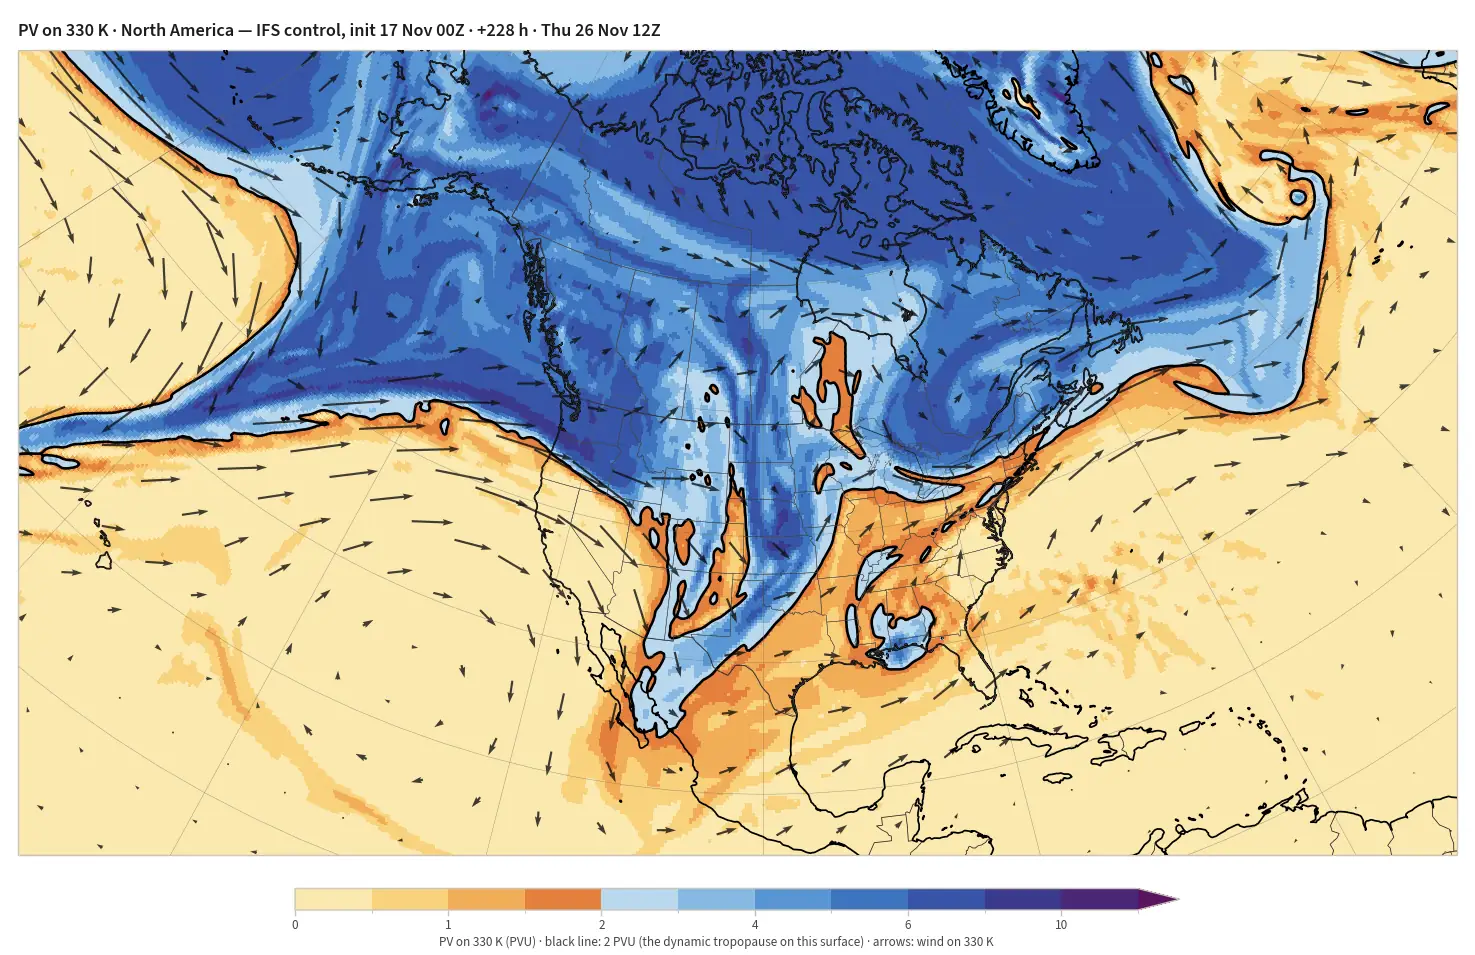 PV on 330 K · North America — IFS control, init 17 Nov 00Z · +228 h · Thu 26 Nov 12Z
0 1 2 4 6 10
PV on 330 K (PVU) · black line: 2 PVU (the dynamic tropopause on this surface) · arrows: wind on 330 K